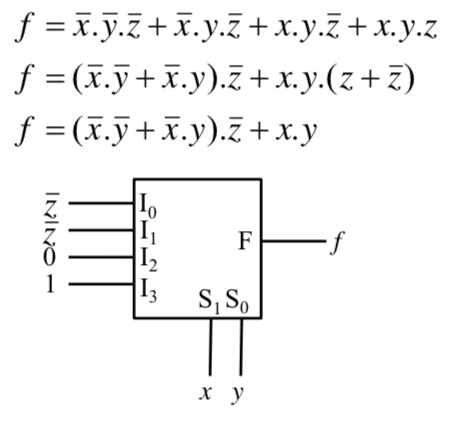 f = x̅.y̅.z̅ + x̅.y.z̅ + x.y.z̅ + x.y.z
f = (x̅.y̅ + x̅.y).z̅ + x.y.(z + z̅)
f = (x̅.y̅ + x̅.y).z̅ + x.y
z̅ I₀
z̅ I₁
F f
0 I₂
1 I₃
S₁ S₀
x y